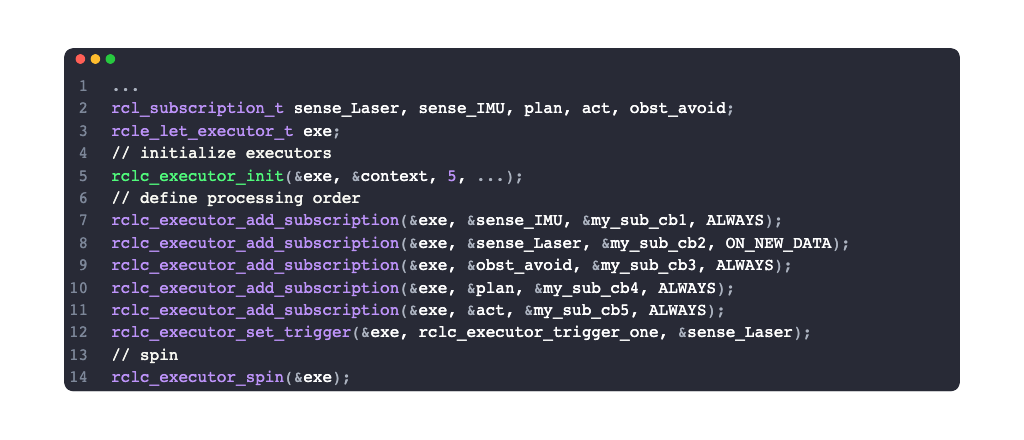 1 ...
2 rcl_subscription_t sense_Laser, sense_IMU, plan, act, obst_avoid;
3 rcle_let_executor_t exe;
4 // initialize executors
5 rclc_executor_init(&exe, &context, 5, ...);
6 // define processing order
7 rclc_executor_add_subscription(&exe, &sense_IMU, &my_sub_cb1, ALWAYS);
8 rclc_executor_add_subscription(&exe, &sense_Laser, &my_sub_cb2, ON_NEW_DATA);
9 rclc_executor_add_subscription(&exe, &obst_avoid, &my_sub_cb3, ALWAYS);
10 rclc_executor_add_subscription(&exe, &plan, &my_sub_cb4, ALWAYS);
11 rclc_executor_add_subscription(&exe, &act, &my_sub_cb5, ALWAYS);
12 rclc_executor_set_trigger(&exe, rclc_executor_trigger_one, &sense_Laser);
13 // spin
14 rclc_executor_spin(&exe);